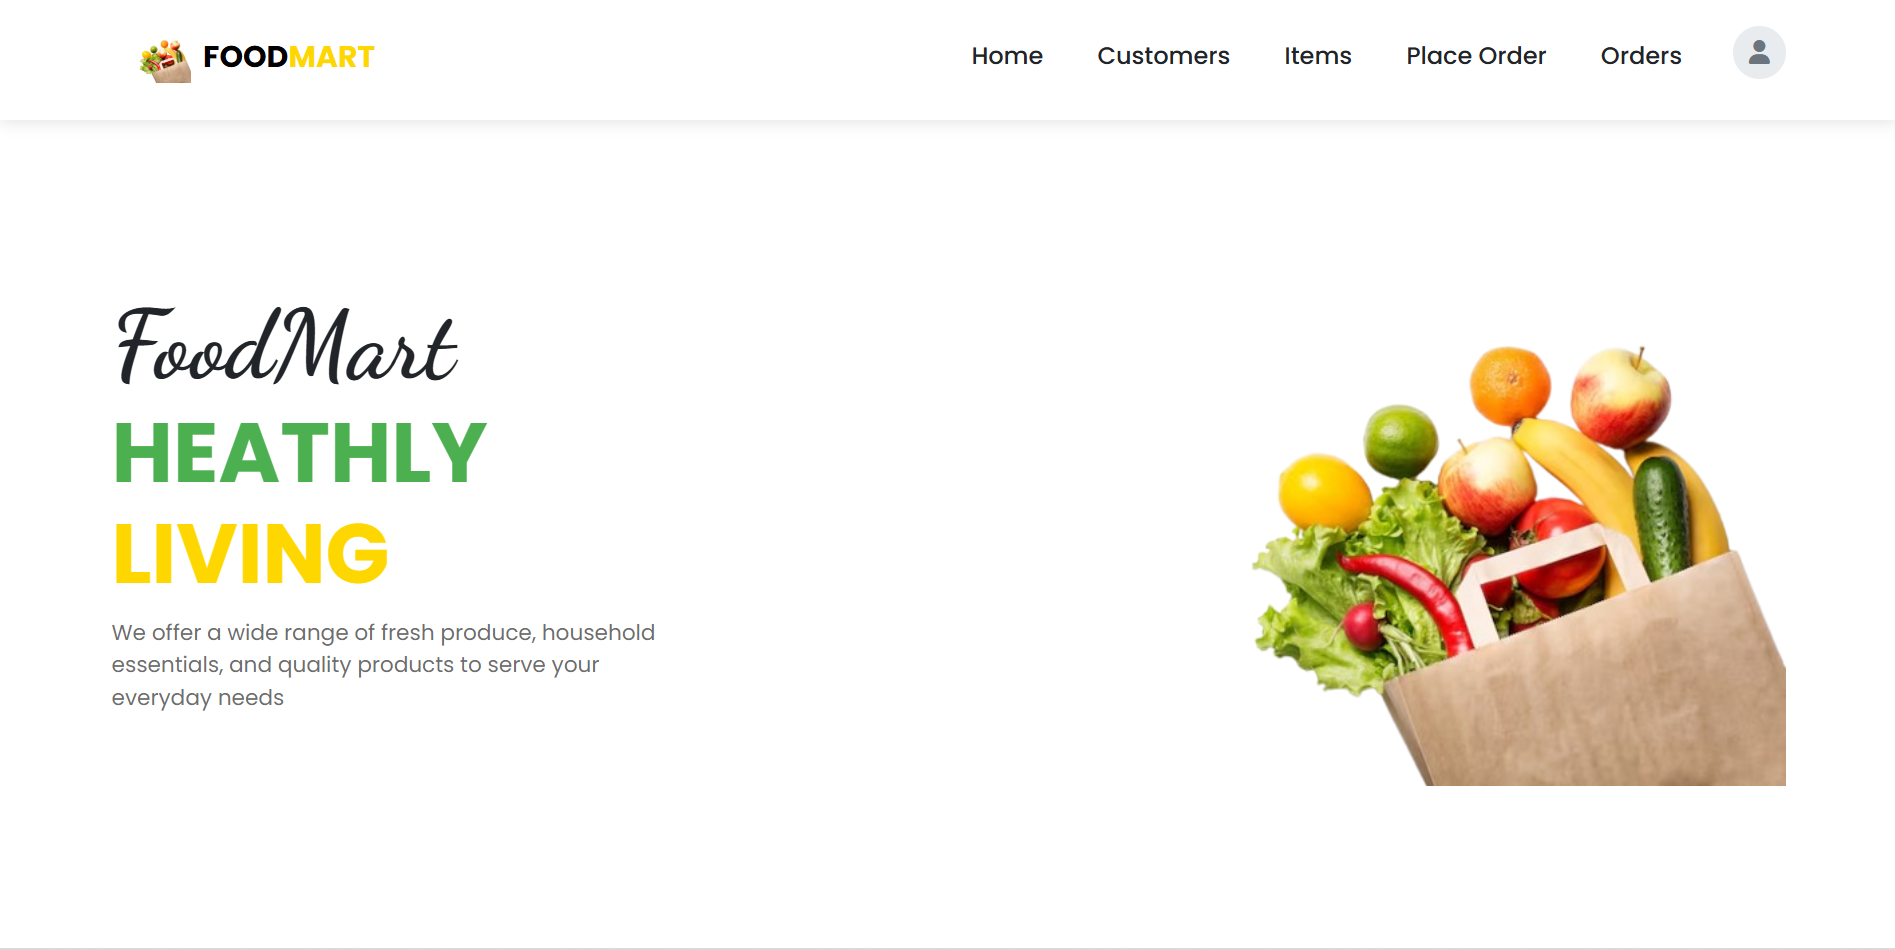 FOODMART
Home Customers Items Place Order Orders
FoodMart
HEATHLY
LIVING
We offer a wide range of fresh produce, household
essentials, and quality products to serve your
everyday needs